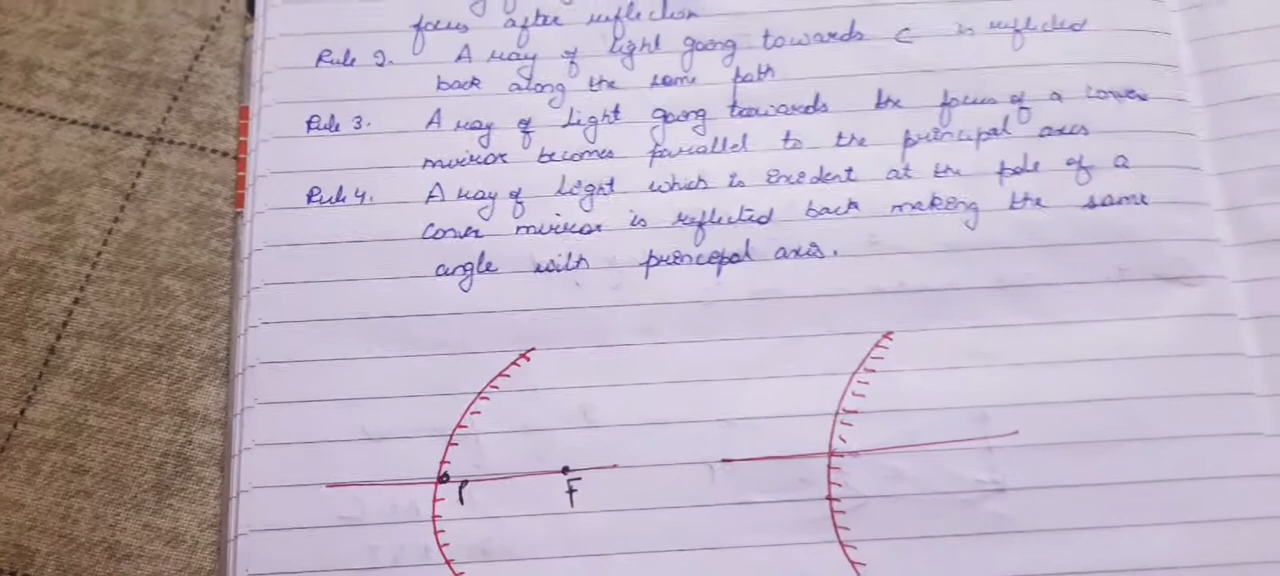 focus after reflection
Rule 2. A ray of light going towards C is reflected
back along the same path
Rule 3. A ray of light going towards the focus of a convex
mirror becomes parallel to the principal axis
Rule 4. A ray of light which is incedent at the pole of a
convex mirror is reflected back making the same
angle with princepal axis.
P
F